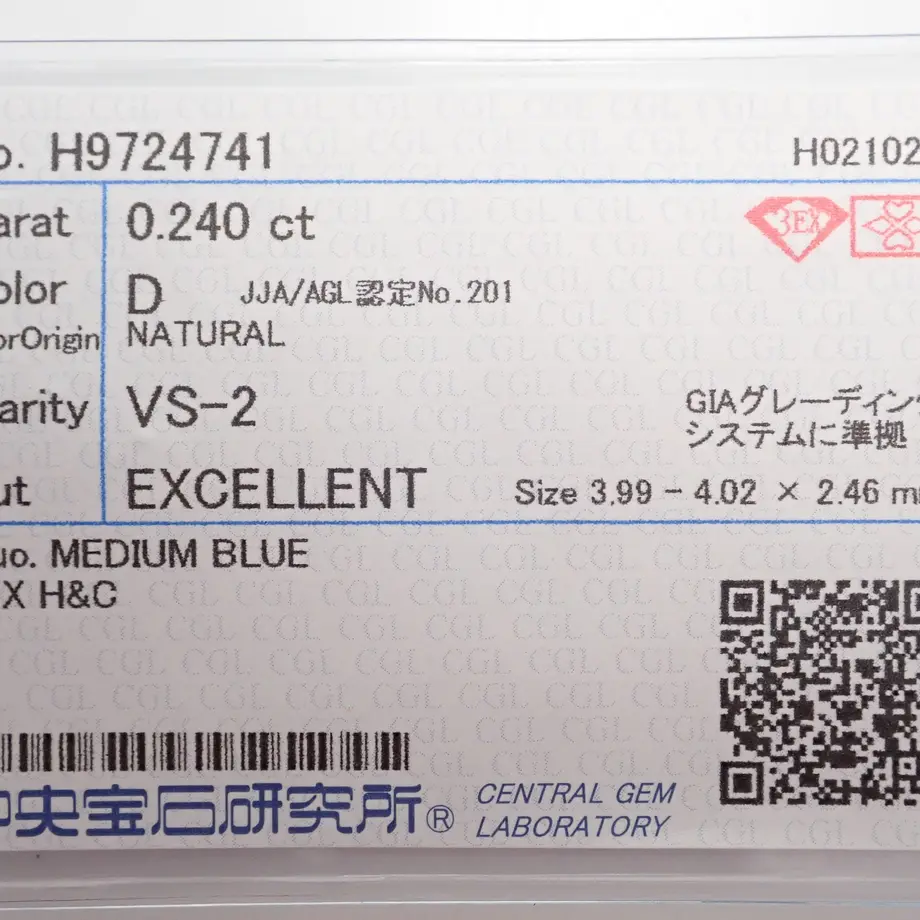 o. H9724741 H02102
arat 0.240 ct 3EX
olor D JJA/AGL認定No.201
orOrigin NATURAL
arity VS-2 GIAグレーディング
システムに準拠
ut EXCELLENT Size 3.99 - 4.02 × 2.46 m
uo. MEDIUM BLUE
X H&C
中央宝石研究所® CENTRAL GEM
LABORATORY